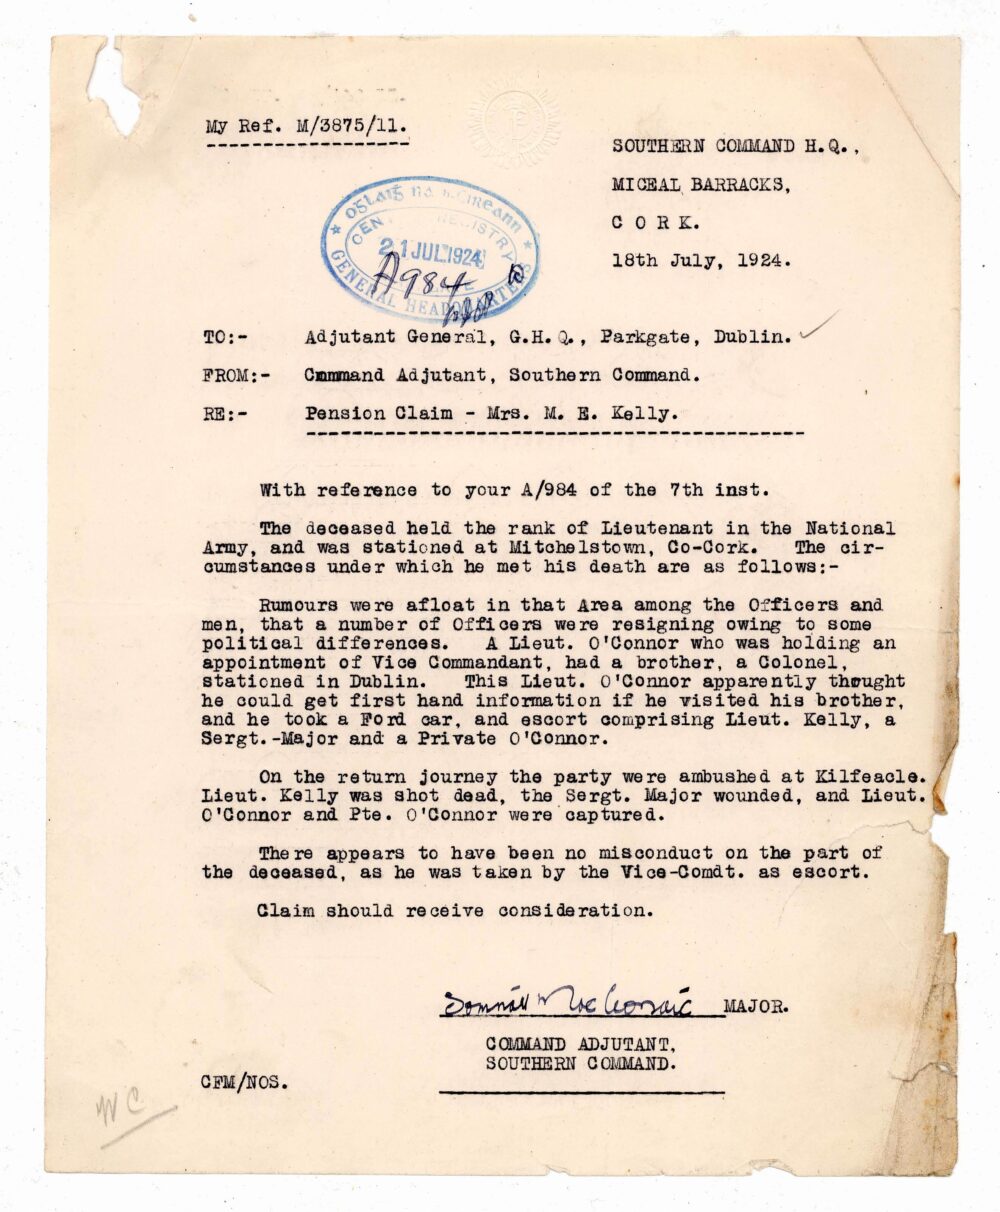 My Ref. M/3875/11.
SOUTHERN COMMAND H.Q.,
MICEAL BARRACKS,
C O R K.
18th July, 1924.
Óglaiġ na hÉireann
CENTRAL REGISTRY
21 JUL 1924
A984
GENERAL HEADQUARTERS
TO:- Adjutant General, G.H.Q., Parkgate, Dublin.
FROM:- Command Adjutant, Southern Command.
RE:- Pension Claim - Mrs. M. E. Kelly.
With reference to your A/984 of the 7th inst.
The deceased held the rank of Lieutenant in the National
Army, and was stationed at Mitchelstown, Co-Cork. The cir-
cumstances under which he met his death are as follows:-
Rumours were afloat in that Area among the Officers and
men, that a number of Officers were resigning owing to some
political differences. A Lieut. O'Connor who was holding an
appointment of Vice Commandant, had a brother, a Colonel,
stationed in Dublin. This Lieut. O'Connor apparently thought
he could get first hand information if he visited his brother,
and he took a Ford car, and escort comprising Lieut. Kelly, a
Sergt.-Major and a Private O'Connor.
On the return journey the party were ambushed at Kilfeacle.
Lieut. Kelly was shot dead, the Sergt. Major wounded, and Lieut.
O'Connor and Pte. O'Connor were captured.
There appears to have been no misconduct on the part of
the deceased, as he was taken by the Vice-Comdt. as escort.
Claim should receive consideration.
MAJOR.
COMMAND ADJUTANT,
SOUTHERN COMMAND.
CFM/NOS.
WC